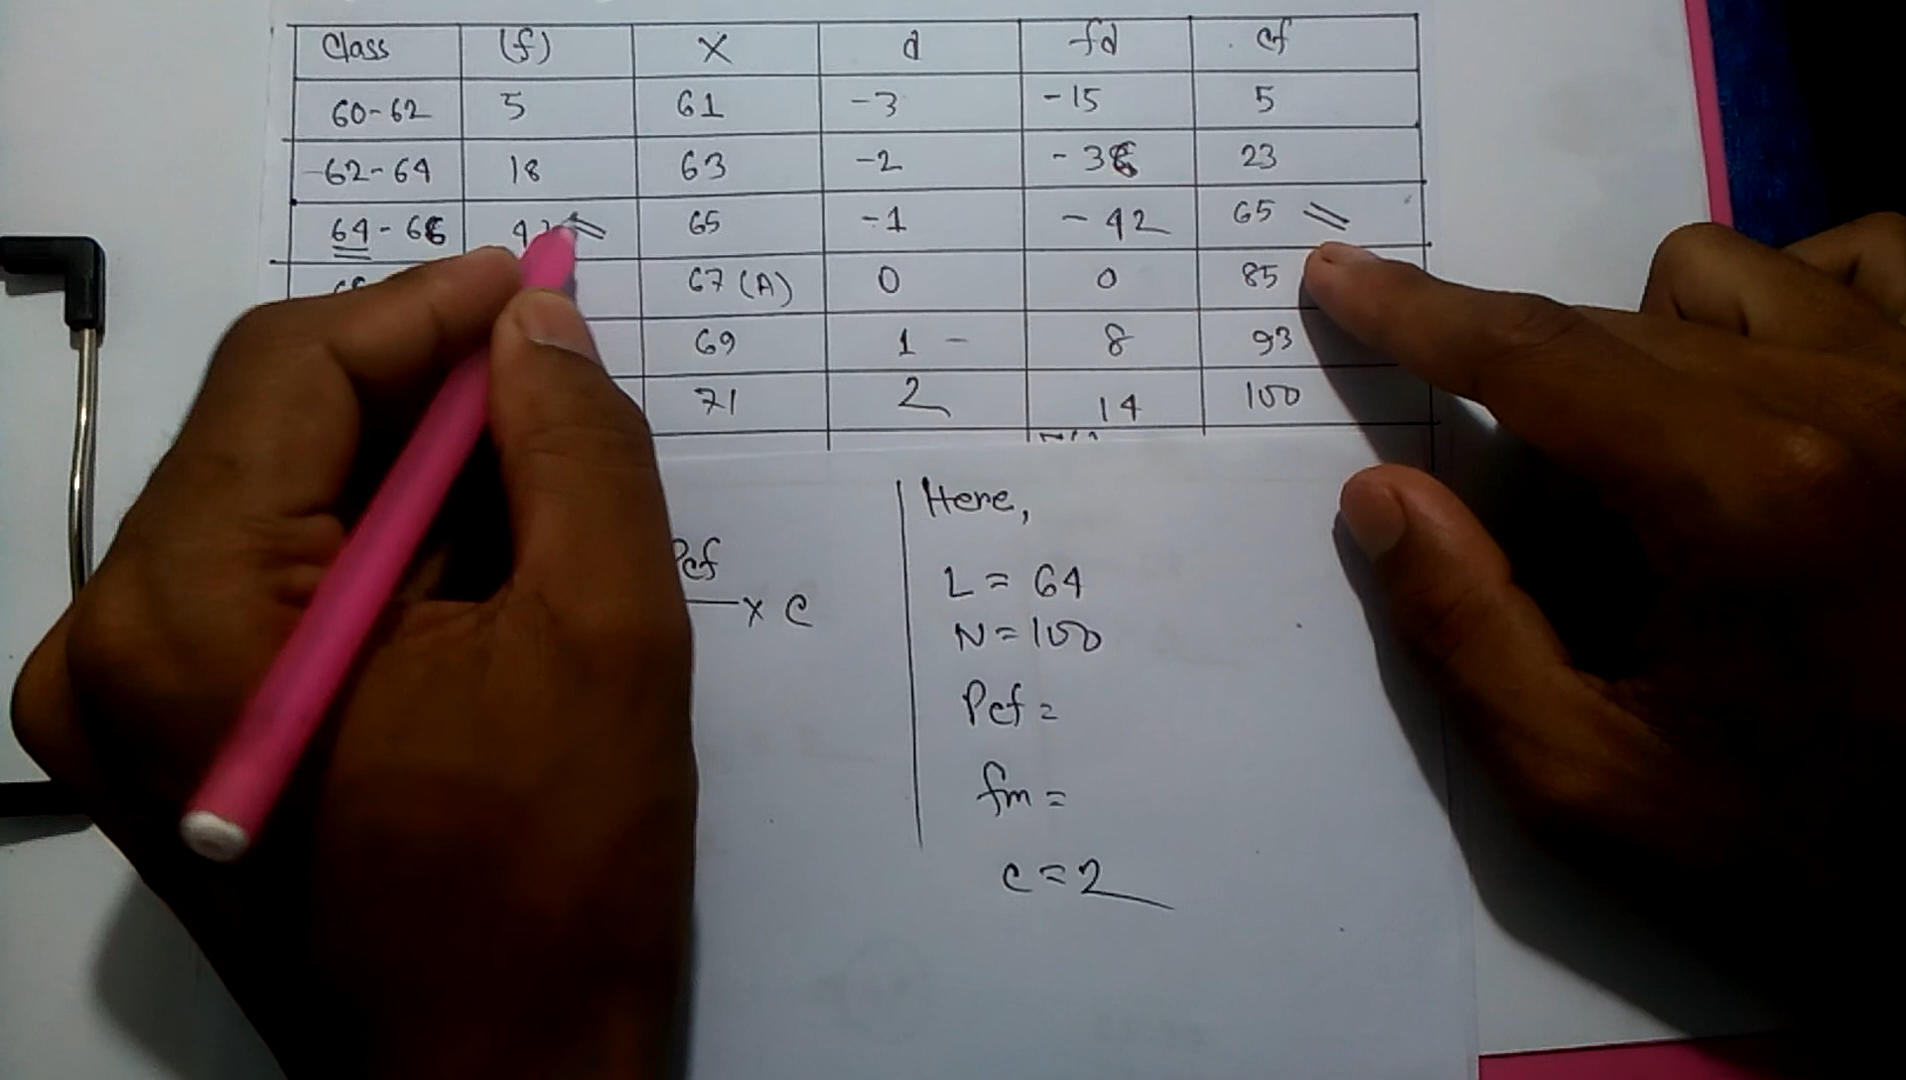 Class (f) X d fd cf
60-62 5 61 -3 -15 5
62-64 18 63 -2 -36 23
64-66 65 -1 -42 65
67 (A) 0 0 85
69 1 - 8 93
71 2 14 100
Here,
Pcf
L = 64
x c
N = 100
Pcf =
fm =
c = 2